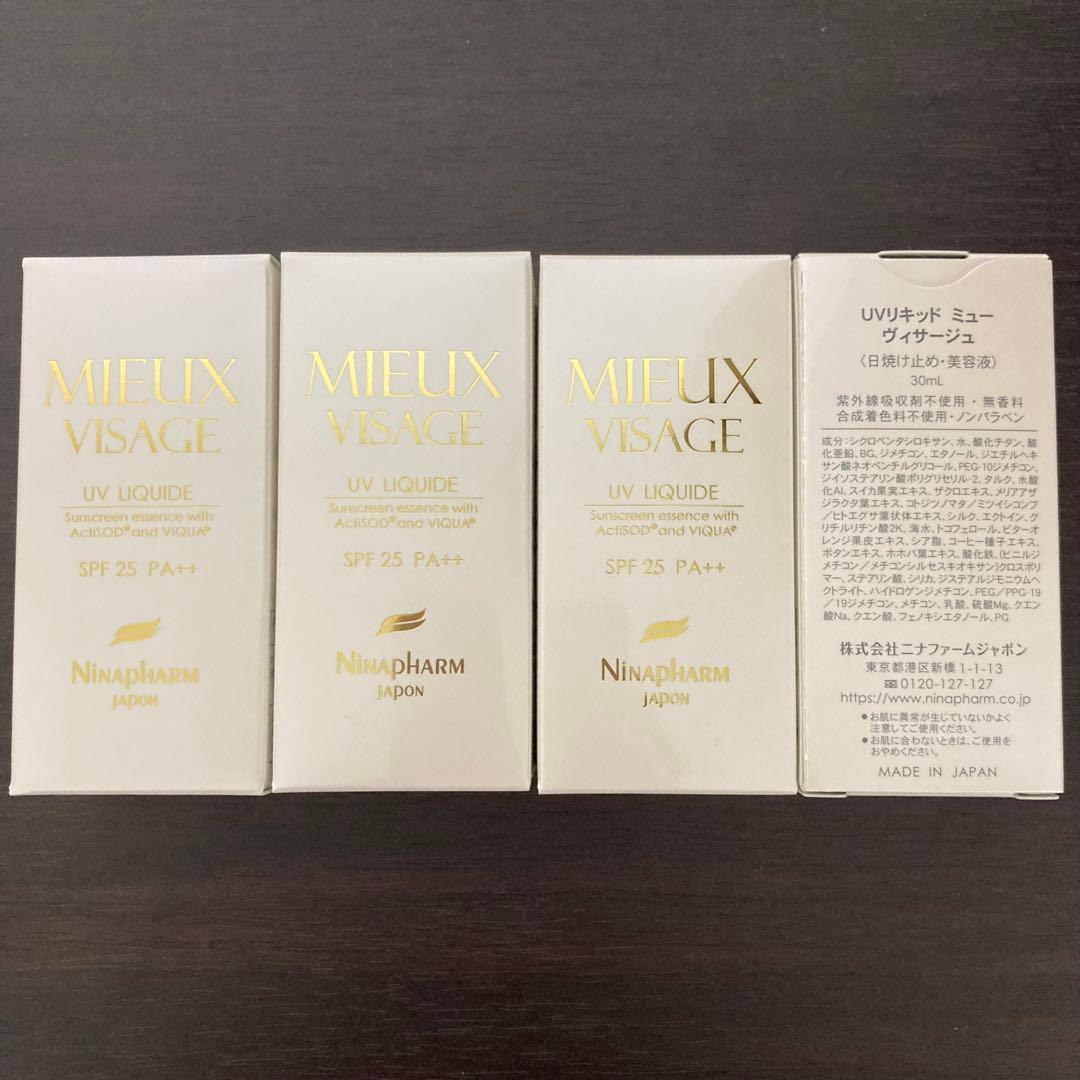 MIEUX
VISAGE
UV LIQUIDE
Sunscreen essence with
ActiSOD® and VIQUA®
SPF 25 PA++
NINAPHARM
JAPON
MIEUX
VISAGE
UV LIQUIDE
Sunscreen essence with
ActiSOD® and VIQUA®
SPF 25 PA++
NINAPHARM
JAPON
MIEUX
VISAGE
UV LIQUIDE
Sunscreen essence with
ActiSOD® and VIQUA®
SPF 25 PA++
NINAPHARM
JAPON
UVリキッド ミュー
ヴィサージュ
〈日焼け止め・美容液〉
30mL
紫外線吸収剤不使用・無香料
合成着色料不使用・ノンパラベン
成分：シクロペンタシロキサン、水、酸化チタン、酸
化亜鉛、BG、ジメチコン、エタノール、ジエチルヘキ
サン酸ネオペンチルグリコール、PEG-10ジメチコン、
ジイソステアリン酸ポリグリセリル-2、タルク、水酸
化Al、スイカ果実エキス、ザクロエキス、メリアアザ
ジラクタ葉エキス、コトジツノマタ／ミツイシコンブ
／ヒトエグサ葉状体エキス、シルク、エクトイン、グ
リチルリチン酸2K、海水、トコフェロール、ビターオ
レンジ果皮エキス、シア脂、コーヒー種子エキス、
ボタンエキス、ホホバ葉エキス、酸化鉄、（ビニルジ
メチコン／メチコンシルセスキオキサン）クロスポリ
マー、ステアリン酸、シリカ、ジステアルジモニウムヘ
クトライト、ハイドロゲンジメチコン、PEG／PPG-19
／19ジメチコン、メチコン、乳酸、硫酸Mg、クエン
酸Na、クエン酸、フェノキシエタノール、PG
株式会社ニナファームジャポン
東京都港区新橋1-1-13
0120-127-127
https://www.ninapharm.co.jp
●お肌に異常が生じていないかよく
注意してご使用ください。
●お肌に合わないときは、ご使用を
おやめください。
MADE IN JAPAN